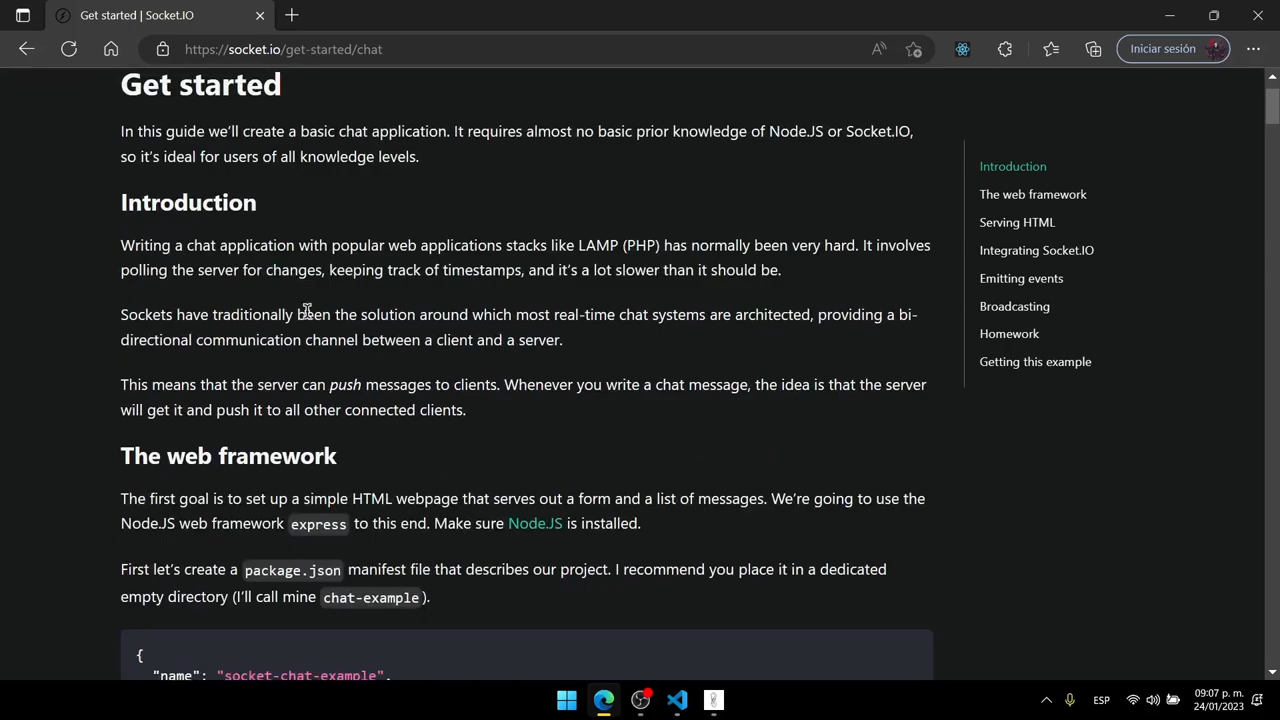 Get started | Socket.IO
https://socket.io/get-started/chat
Iniciar sesión
Get started
In this guide we'll create a basic chat application. It requires almost no basic prior knowledge of Node.JS or Socket.IO,
so it's ideal for users of all knowledge levels.
Introduction
Writing a chat application with popular web applications stacks like LAMP (PHP) has normally been very hard. It involves
polling the server for changes, keeping track of timestamps, and it's a lot slower than it should be.
Sockets have traditionally been the solution around which most real-time chat systems are architected, providing a bi-
directional communication channel between a client and a server.
This means that the server can push messages to clients. Whenever you write a chat message, the idea is that the server
will get it and push it to all other connected clients.
The web framework
The first goal is to set up a simple HTML webpage that serves out a form and a list of messages. We're going to use the
Node.JS web framework express to this end. Make sure Node.JS is installed.
First let's create a package.json manifest file that describes our project. I recommend you place it in a dedicated
empty directory (I'll call mine chat-example).
{
"name": "socket-chat-example",
Introduction
The web framework
Serving HTML
Integrating Socket.IO
Emitting events
Broadcasting
Homework
Getting this example
ESP
09:07 p. m.
24/01/2023